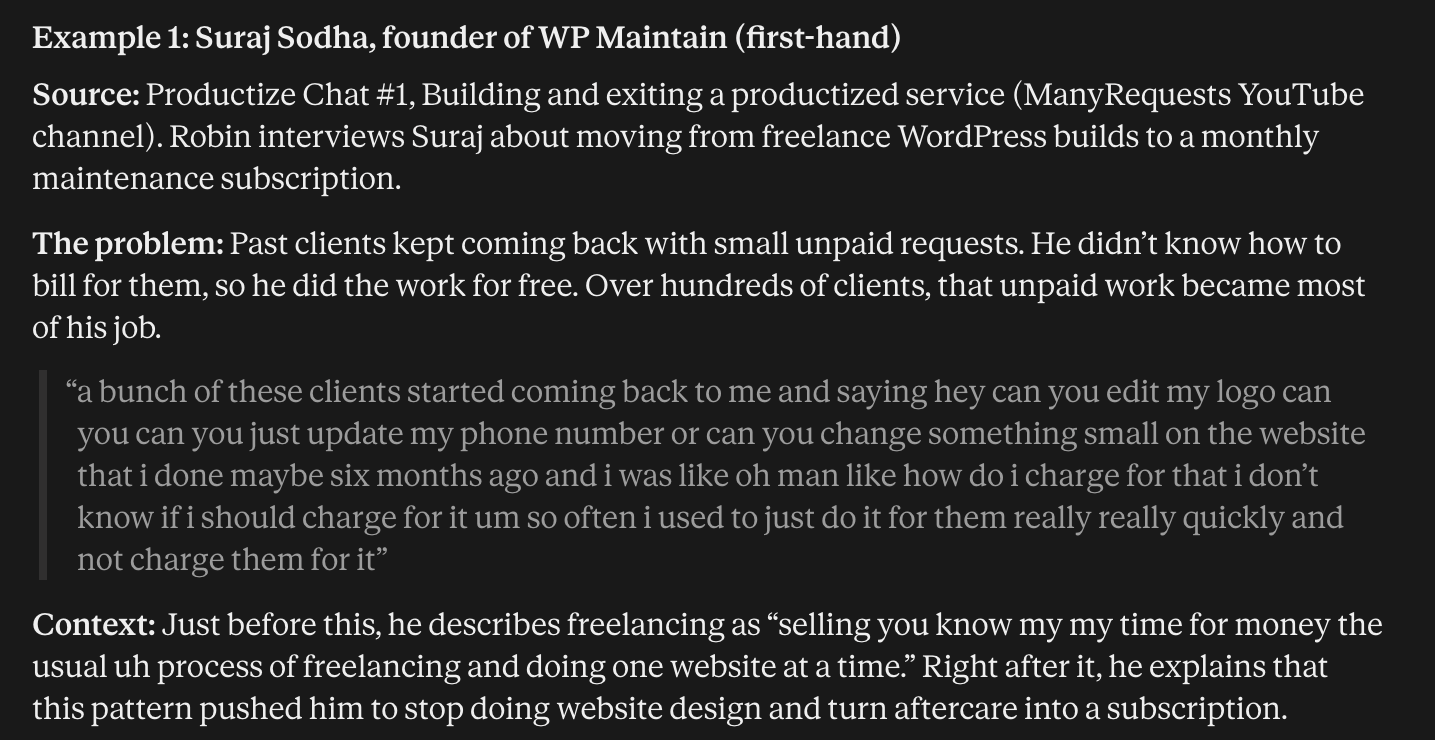 Example 1: Suraj Sodha, founder of WP Maintain (first-hand)
Source: Productize Chat #1, Building and exiting a productized service (ManyRequests YouTube
channel). Robin interviews Suraj about moving from freelance WordPress builds to a monthly
maintenance subscription.
The problem: Past clients kept coming back with small unpaid requests. He didn’t know how to
bill for them, so he did the work for free. Over hundreds of clients, that unpaid work became most
of his job.
“a bunch of these clients started coming back to me and saying hey can you edit my logo can
you can you just update my phone number or can you change something small on the website
that i done maybe six months ago and i was like oh man like how do i charge for that i don’t
know if i should charge for it um so often i used to just do it for them really really quickly and
not charge them for it”
Context: Just before this, he describes freelancing as “selling you know my my time for money the
usual uh process of freelancing and doing one website at a time.” Right after it, he explains that
this pattern pushed him to stop doing website design and turn aftercare into a subscription.